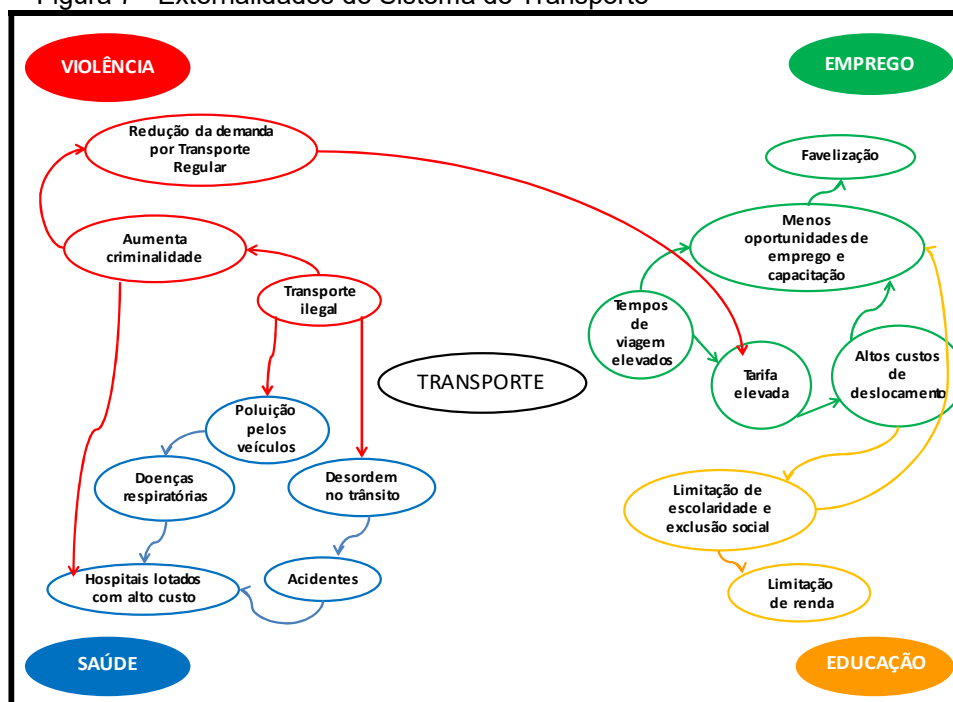 Figura 7 - Externalidades do Sistema de Transporte
VIOLÊNCIA
EMPREGO
Redução da demanda
por Transporte
Regular
Favelização
Aumenta
criminalidade
Menos
oportunidades de
emprego e
capacitação
Transporte
ilegal
Tempos
de
viagem
elevados
Altos custos
de
deslocamento
Tarifa
elevada
TRANSPORTE
Poluição
pelos
veículos
Doenças
respiratórias
Desordem
no trânsito
Limitação de
escolaridade e
exclusão social
Hospitais lotados
com alto custo
Acidentes
Limitação
de renda
SAÚDE
EDUCAÇÃO